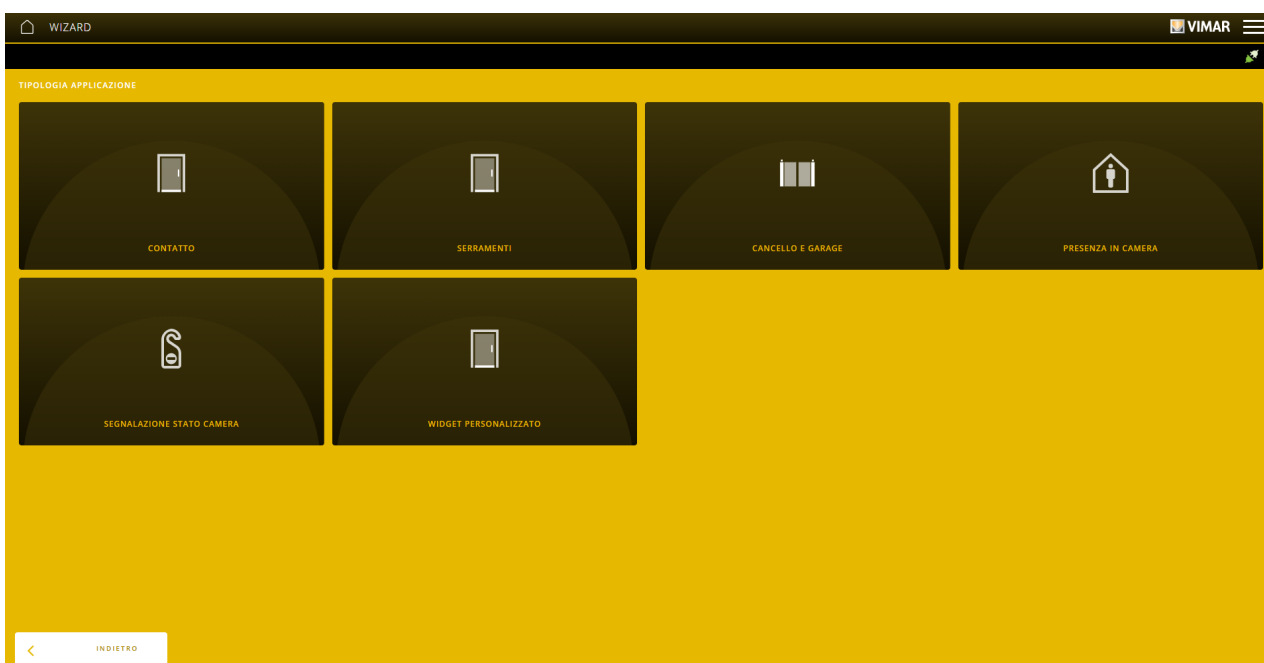 WIZARD
VIMAR
TIPOLOGIA APPLICAZIONE
CONTATTO
SERRAMENTI
CANCELLO E GARAGE
PRESENZA IN CAMERA
SEGNALAZIONE STATO CAMERA
WIDGET PERSONALIZZATO
INDIETRO